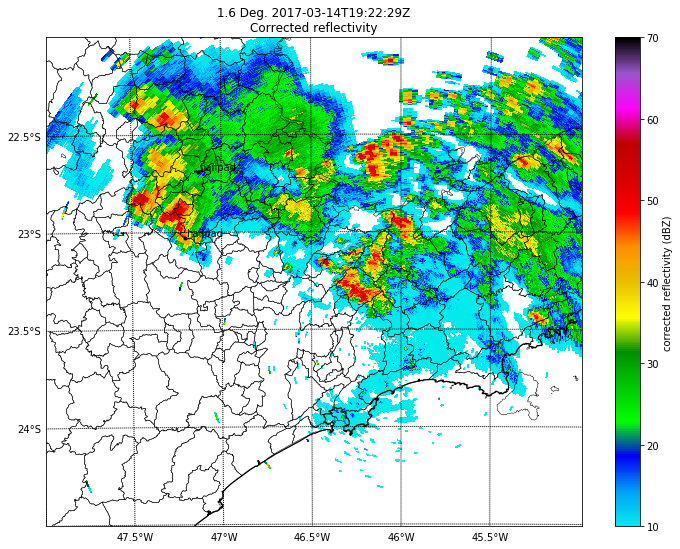 1.6 Deg. 2017-03-14T19:22:29Z
Corrected reflectivity
22.5°S
23°S
23.5°S
24°S
47.5°W
47°W
46.5°W
46°W
45.5°W
70
60
50
40
30
20
10
corrected reflectivity (dBZ)